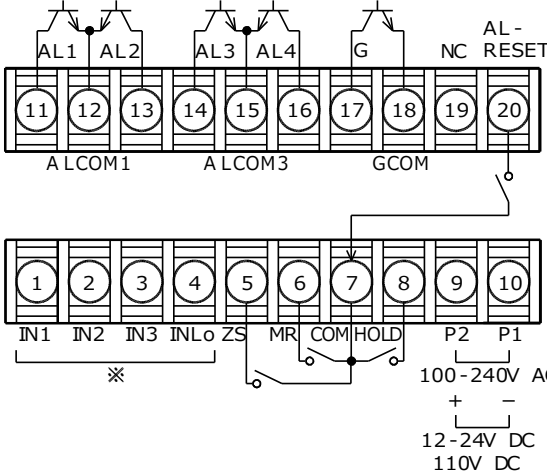 AL1 AL2 AL3 AL4 G NC AL-RESET
11 12 13 14 15 16 17 18 19 20
ALCOM1 ALCOM3 GCOM
1 2 3 4 5 6 7 8 9 10
IN1 IN2 IN3 INLo ZS MR COM HOLD P2 P1
※
100-240V AC
+ −
12-24V DC
110V DC